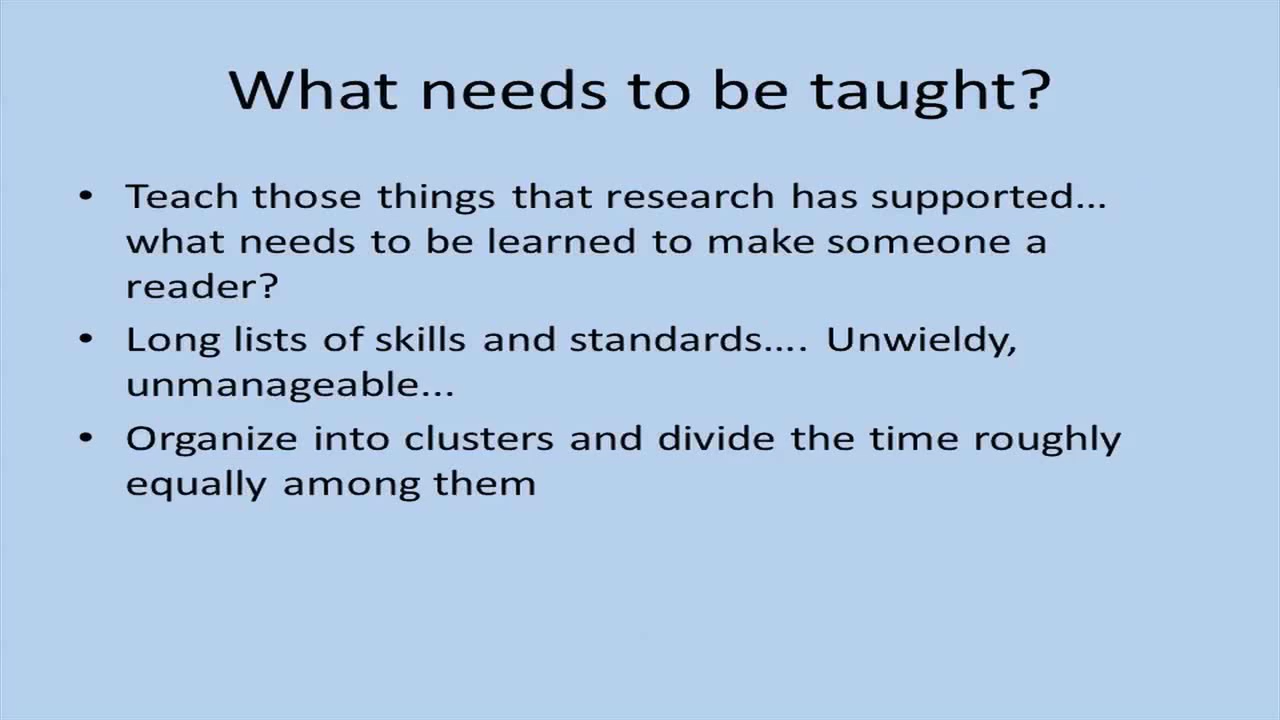 What needs to be taught?
• Teach those things that research has supported...
what needs to be learned to make someone a
reader?
• Long lists of skills and standards.... Unwieldy,
unmanageable...
• Organize into clusters and divide the time roughly
equally among them